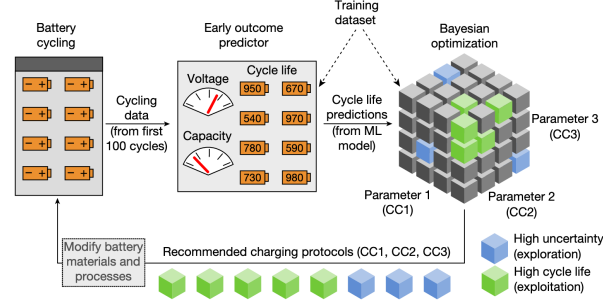 Training
dataset
Battery
cycling
Early outcome
predictor
Bayesian
optimization
Cycling
data
(from first
100 cycles)
Voltage
Capacity
Cycle life
950 670
540 970
780 590
730 980
Cycle life
predictions
(from ML
model)
Parameter 3
(CC3)
Parameter 1
(CC1)
Parameter 2
(CC2)
Modify battery
materials and
processes
Recommended charging protocols (CC1, CC2, CC3)
High uncertainty
(exploration)
High cycle life
(exploitation)